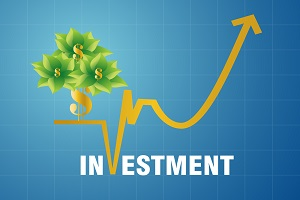 $
$ $
$
INVESTMENT